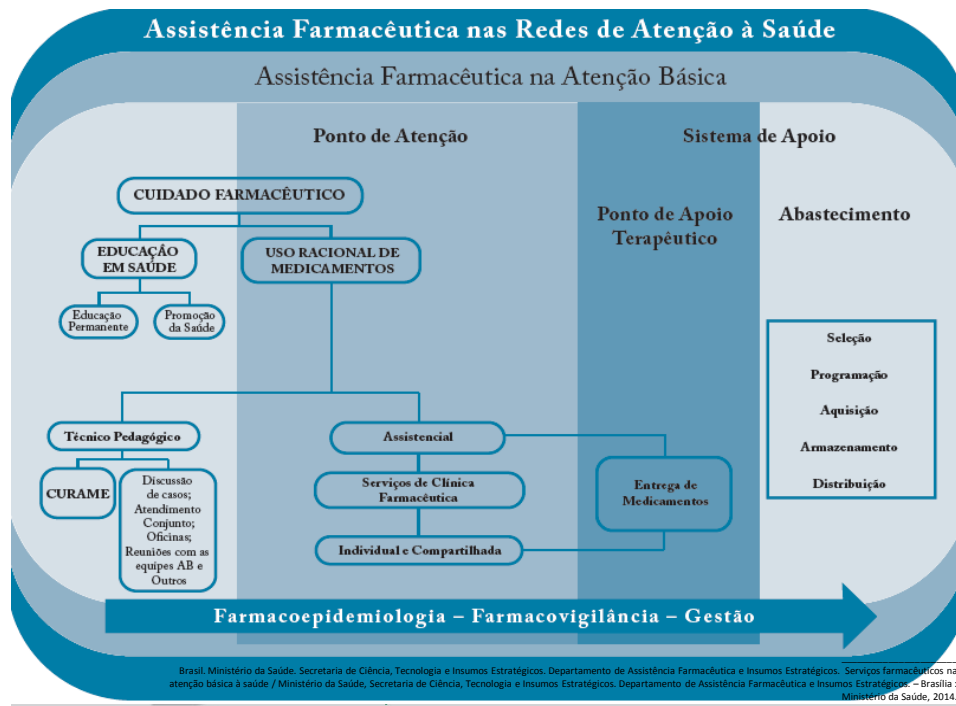 Assistência Farmacêutica nas Redes de Atenção à Saúde
Assistência Farmacêutica na Atenção Básica
Ponto de Atenção
Sistema de Apoio
CUIDADO FARMACÊUTICO
Ponto de Apoio
Terapêutico
Abastecimento
EDUCAÇÃO
EM SAÚDE
USO RACIONAL DE
MEDICAMENTOS
Educação
Permanente
Promoção
da Saúde
Seleção
Programação
Aquisição
Armazenamento
Distribuição
Técnico Pedagógico
Assistencial
CURAME
Discussão
de casos;
Atendimento
Conjunto;
Oficinas;
Reuniões com as
equipes AB e
Outros
Serviços de Clínica
Farmacêutica
Entrega de
Medicamentos
Individual e Compartilhada
Farmacoepidemiologia – Farmacovigilância – Gestão
Brasil. Ministério da Saúde. Secretaria de Ciência, Tecnologia e Insumos Estratégicos. Departamento de Assistência Farmacêutica e Insumos Estratégicos. Serviços farmacêuticos na
atenção básica à saúde / Ministério da Saúde, Secretaria de Ciência, Tecnologia e Insumos Estratégicos. Departamento de Assistência Farmacêutica e Insumos Estratégicos. – Brasília :
Ministério da Saúde, 2014.